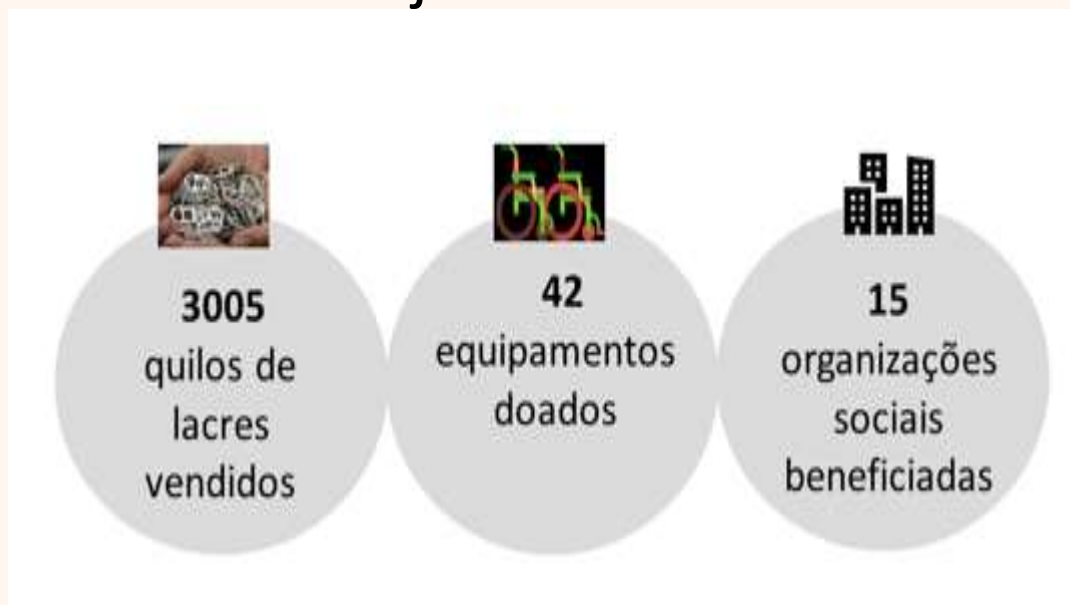 3005
quilos de
lacres
vendidos
42
equipamentos
doados
15
organizações
sociais
beneficiadas